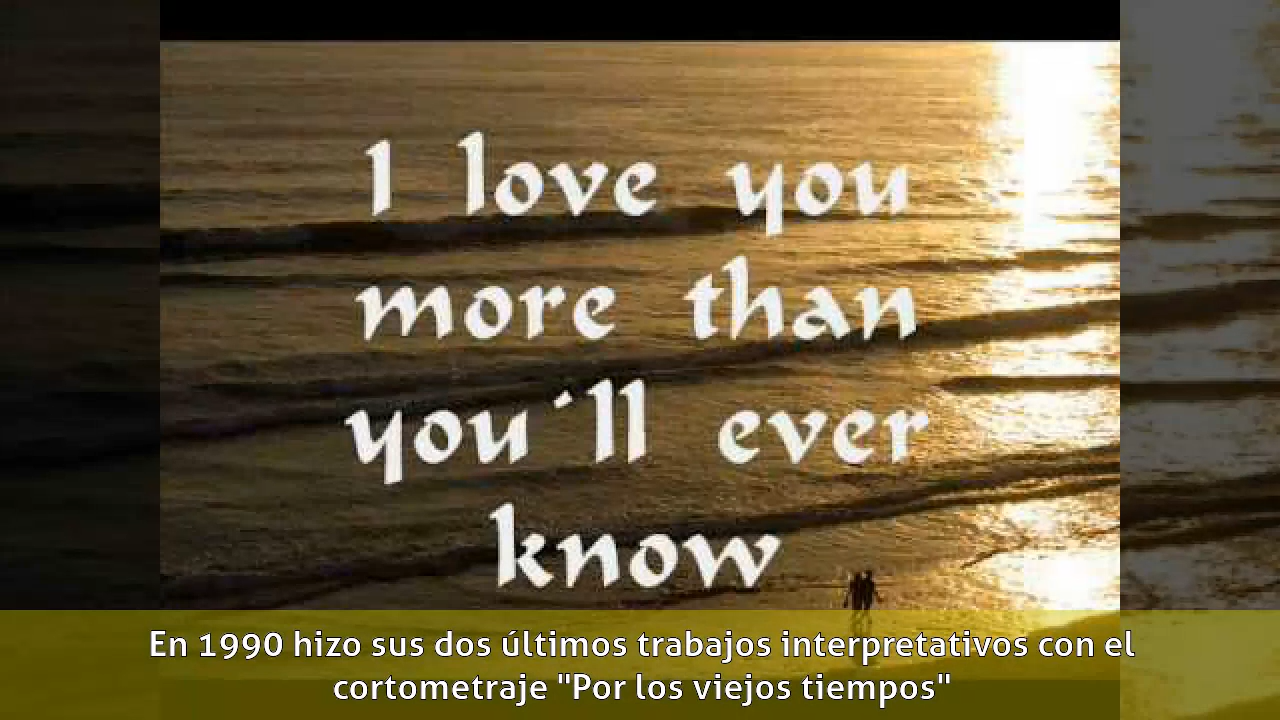 I love you
more than
you´ll ever
know
En 1990 hizo sus dos últimos trabajos interpretativos con el
cortometraje "Por los viejos tiempos"